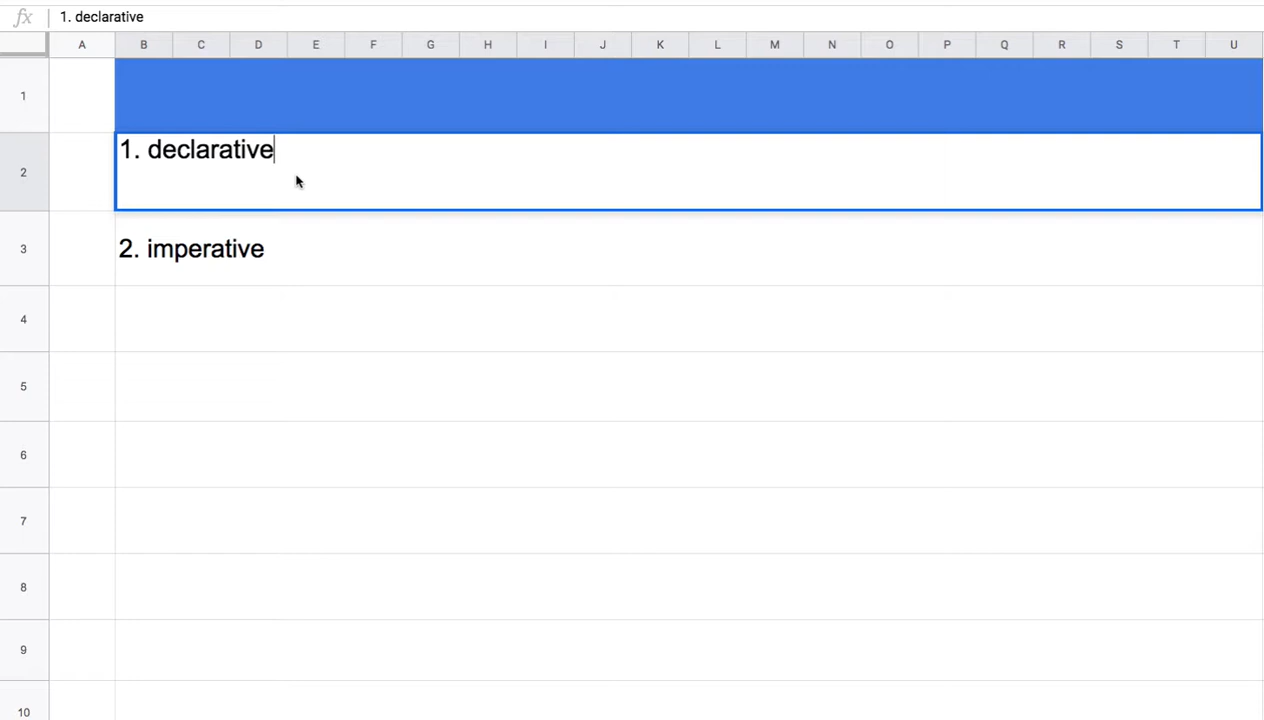 fx 1. declarative
A B C D E F G H I J K L M N O P Q R S T U
1
2 1. declarative
3 2. imperative
4
5
6
7
8
9
10